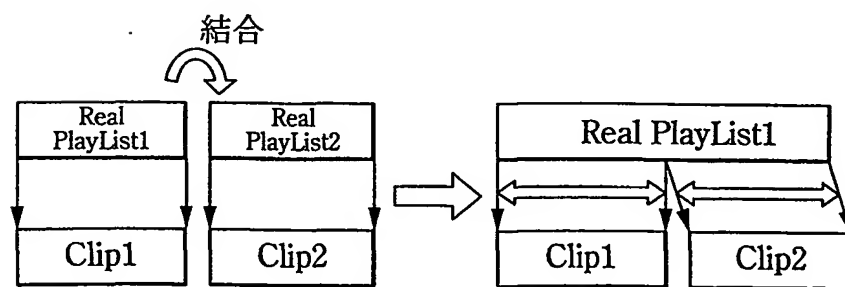 結合
Real
PlayList1
Real
PlayList2
Clip1
Clip2
Real PlayList1
Clip1
Clip2